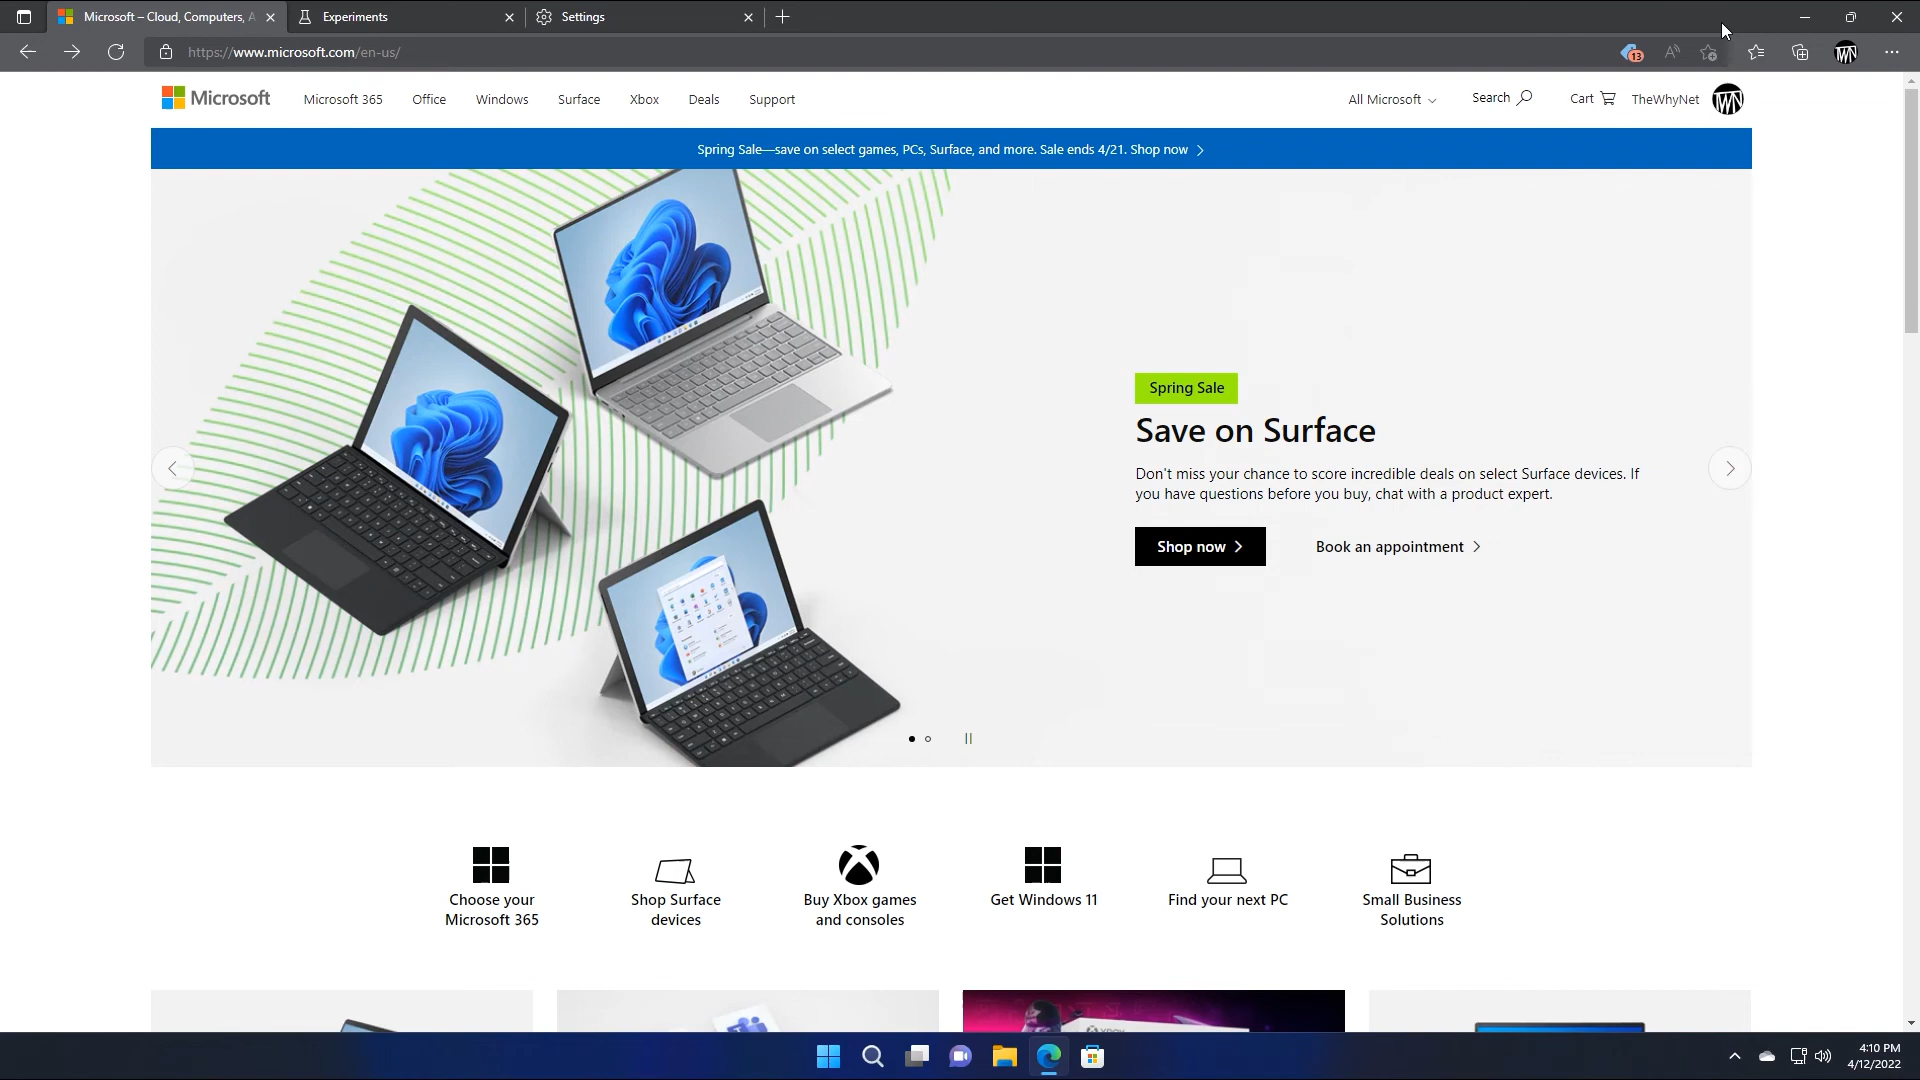 Microsoft – Cloud, Computers, A
Experiments
Settings
https://www.microsoft.com/en-us/
13
TWN
Microsoft
Microsoft 365
Office
Windows
Surface
Xbox
Deals
Support
All Microsoft
Search
Cart
TheWhyNet
TWN
Spring Sale—save on select games, PCs, Surface, and more. Sale ends 4/21. Shop now
Spring Sale
Save on Surface
Don't miss your chance to score incredible deals on select Surface devices. If
you have questions before you buy, chat with a product expert.
Shop now
Book an appointment
Choose your
Microsoft 365
Shop Surface
devices
Buy Xbox games
and consoles
Get Windows 11
Find your next PC
Small Business
Solutions
XBOX
4:10 PM
4/12/2022